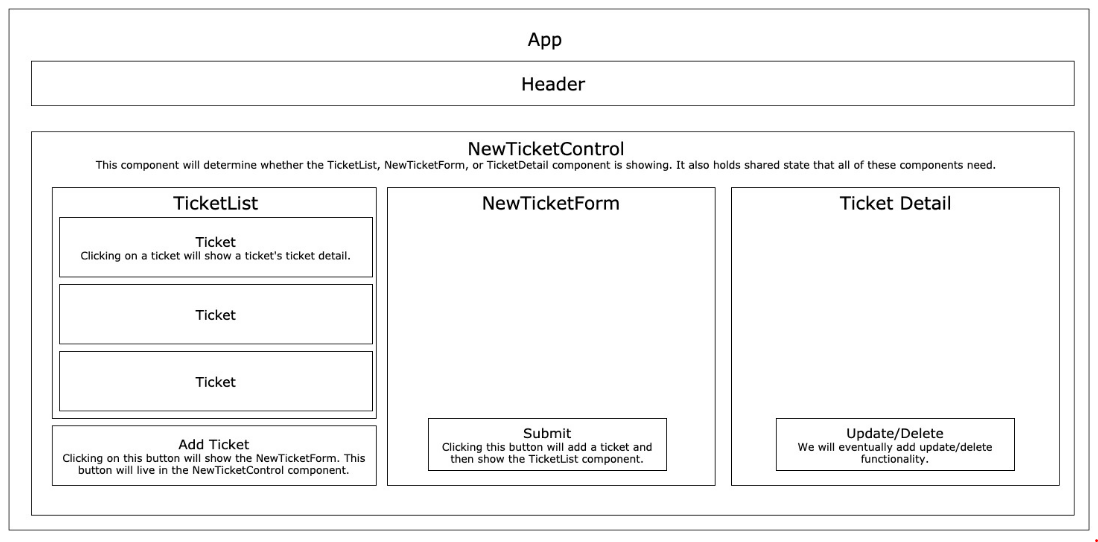 App
Header
NewTicketControl
This component will determine whether the TicketList, NewTicketForm, or TicketDetail component is showing. It also holds shared state that all of these components need.
TicketList
Ticket
Clicking on a ticket will show a ticket's ticket detail.
Ticket
Ticket
Add Ticket
Clicking on this button will show the NewTicketForm. This
button will live in the NewTicketControl component.
NewTicketForm
Submit
Clicking this button will add a ticket and
then show the TicketList component.
Ticket Detail
Update/Delete
We will eventually add update/delete
functionality.